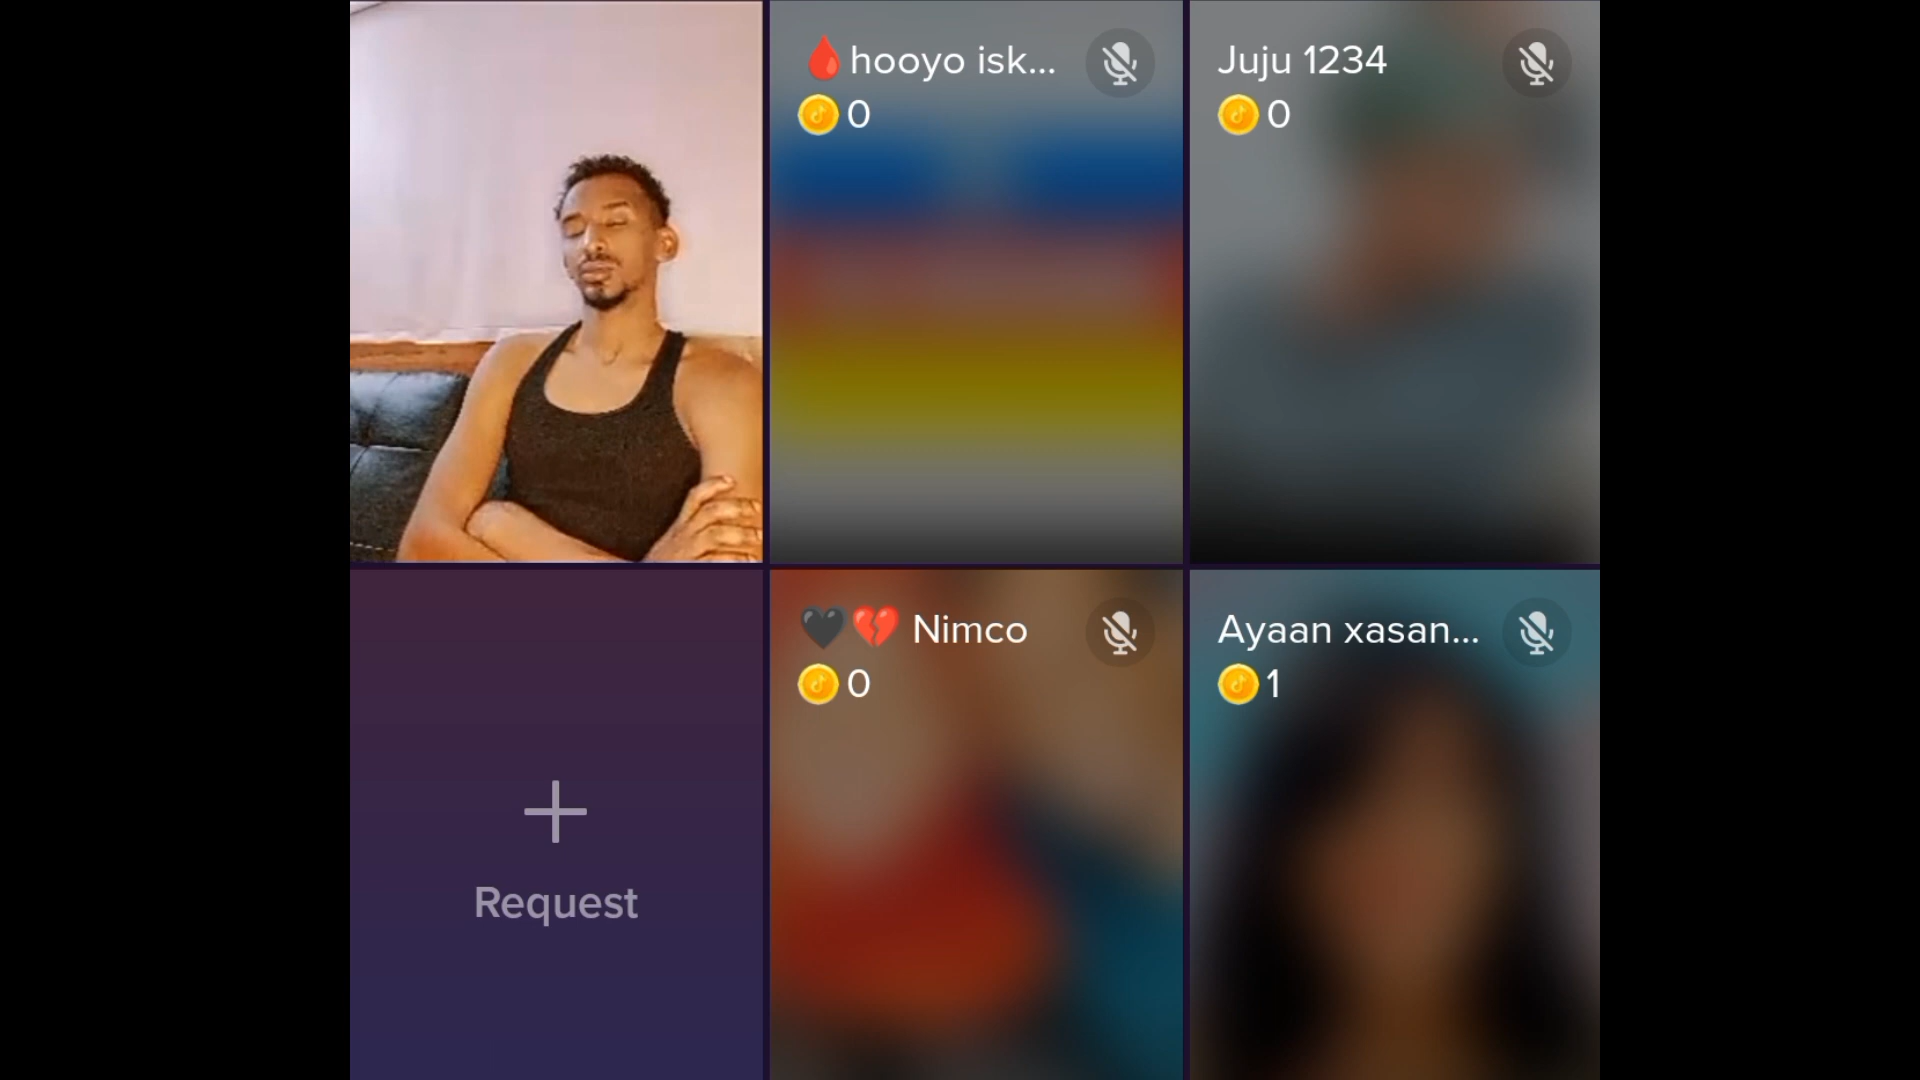 🩸hooyo isk...
0
Juju 1234
0
Request
🖤💔 Nimco
0
Ayaan xasan...
1